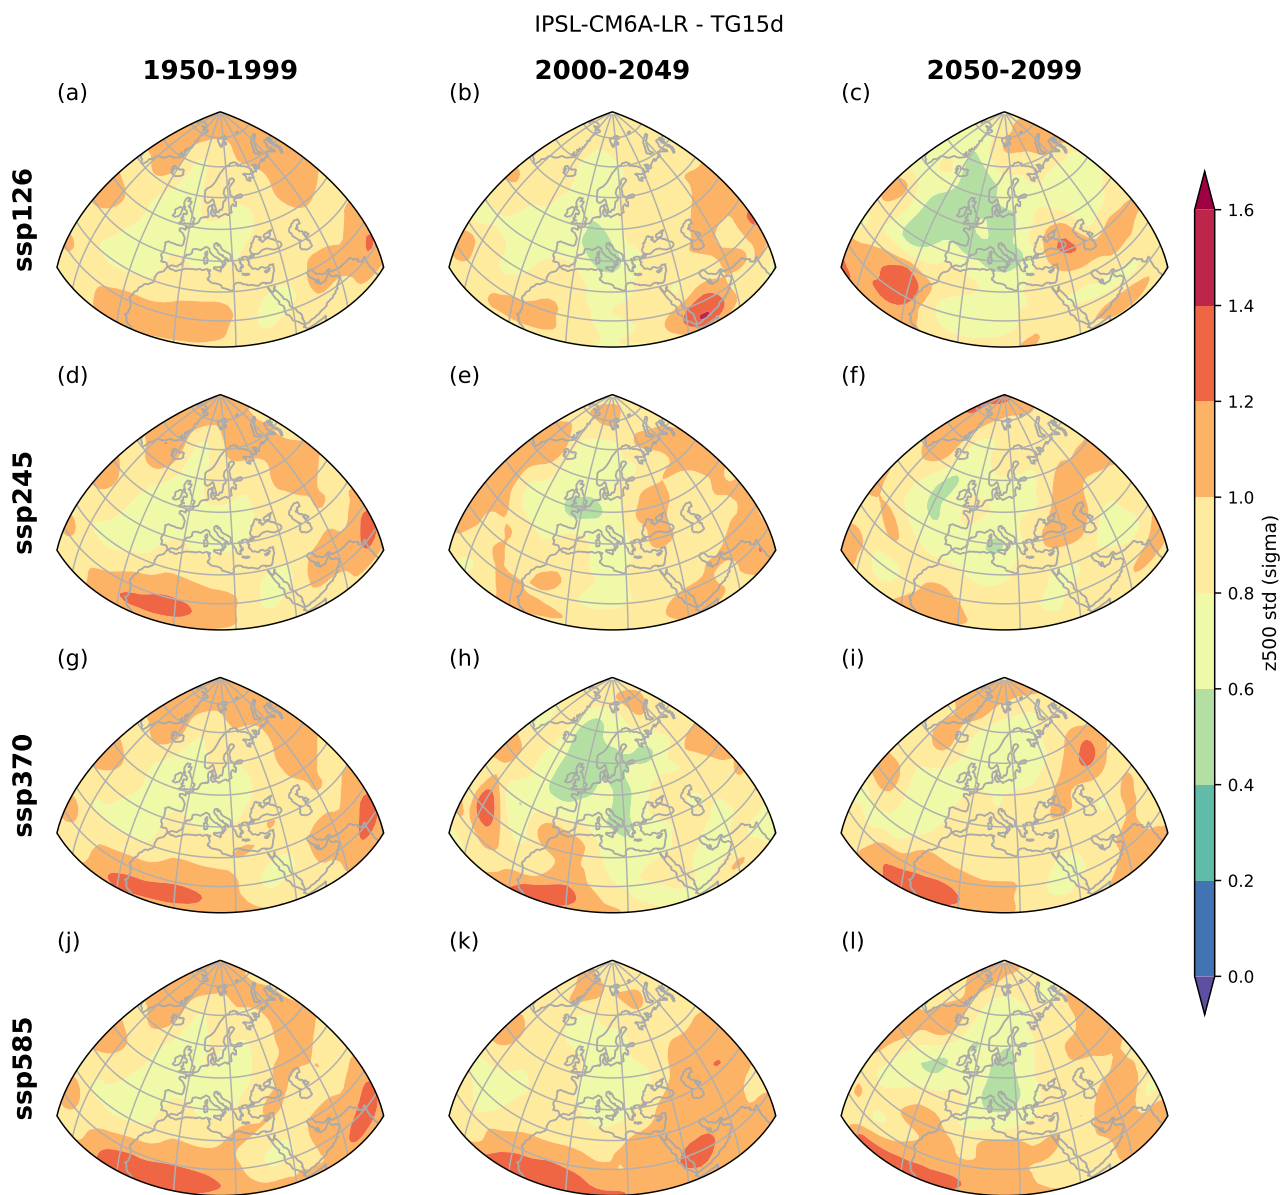 IPSL-CM6A-LR - TG15d
1950-1999 2000-2049 2050-2099
(a) (b) (c)
ssp126
(d) (e) (f)
ssp245
(g) (h) (i)
ssp370
(j) (k) (l)
ssp585
1.6
1.4
1.2
1.0
0.8
0.6
0.4
0.2
0.0
z500 std (sigma)